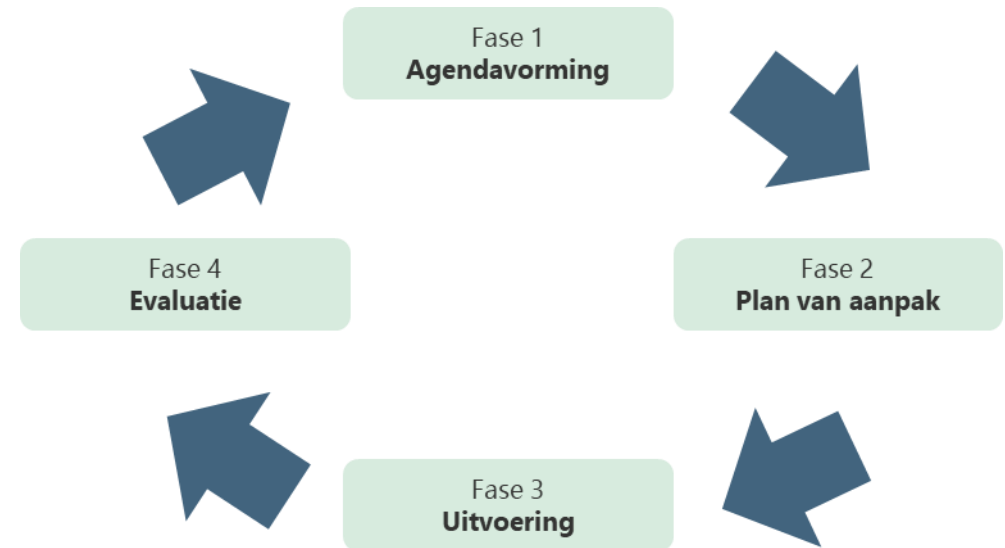 Fase 1
Agendavorming
Fase 2
Plan van aanpak
Fase 3
Uitvoering
Fase 4
Evaluatie